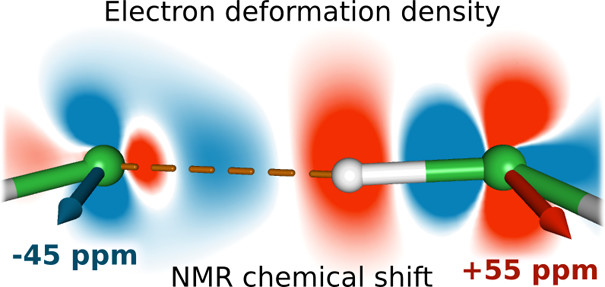 Electron deformation density
-45 ppm
NMR chemical shift
+55 ppm